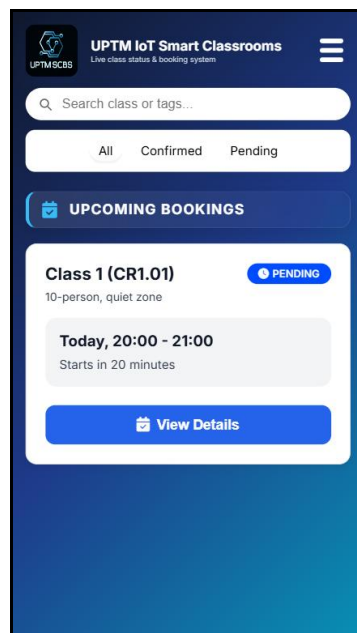 UPTM SCBS
UPTM IoT Smart Classrooms
Live class status & booking system
Search class or tags...
All Confirmed Pending
UPCOMING BOOKINGS
Class 1 (CR1.01)
PENDING
10-person, quiet zone
Today, 20:00 - 21:00
Starts in 20 minutes
View Details